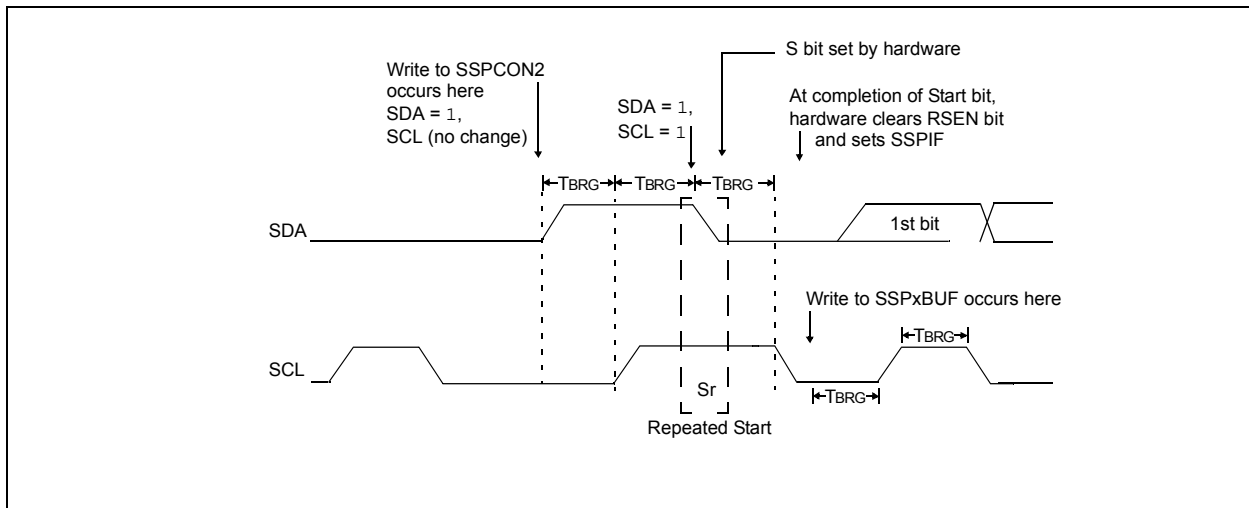 S bit set by hardware
Write to SSPCON2
occurs here
SDA = 1,
SCL (no change)
SDA = 1,
SCL = 1
At completion of Start bit,
hardware clears RSEN bit
and sets SSPIF
TBRG
TBRG
TBRG
SDA
1st bit
Write to SSPxBUF occurs here
TBRG
SCL
Sr
TBRG
Repeated Start